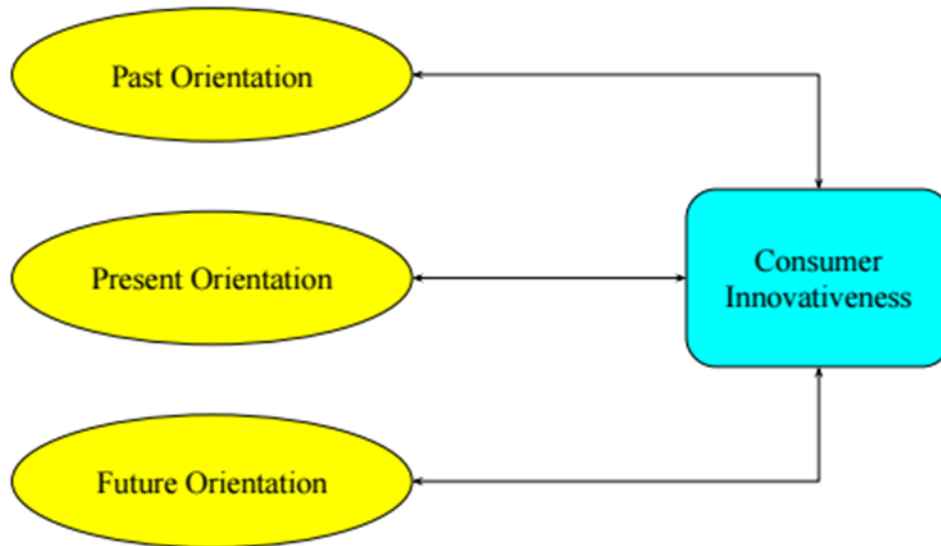 Past Orientation
Present Orientation
Consumer
Innovativeness
Future Orientation